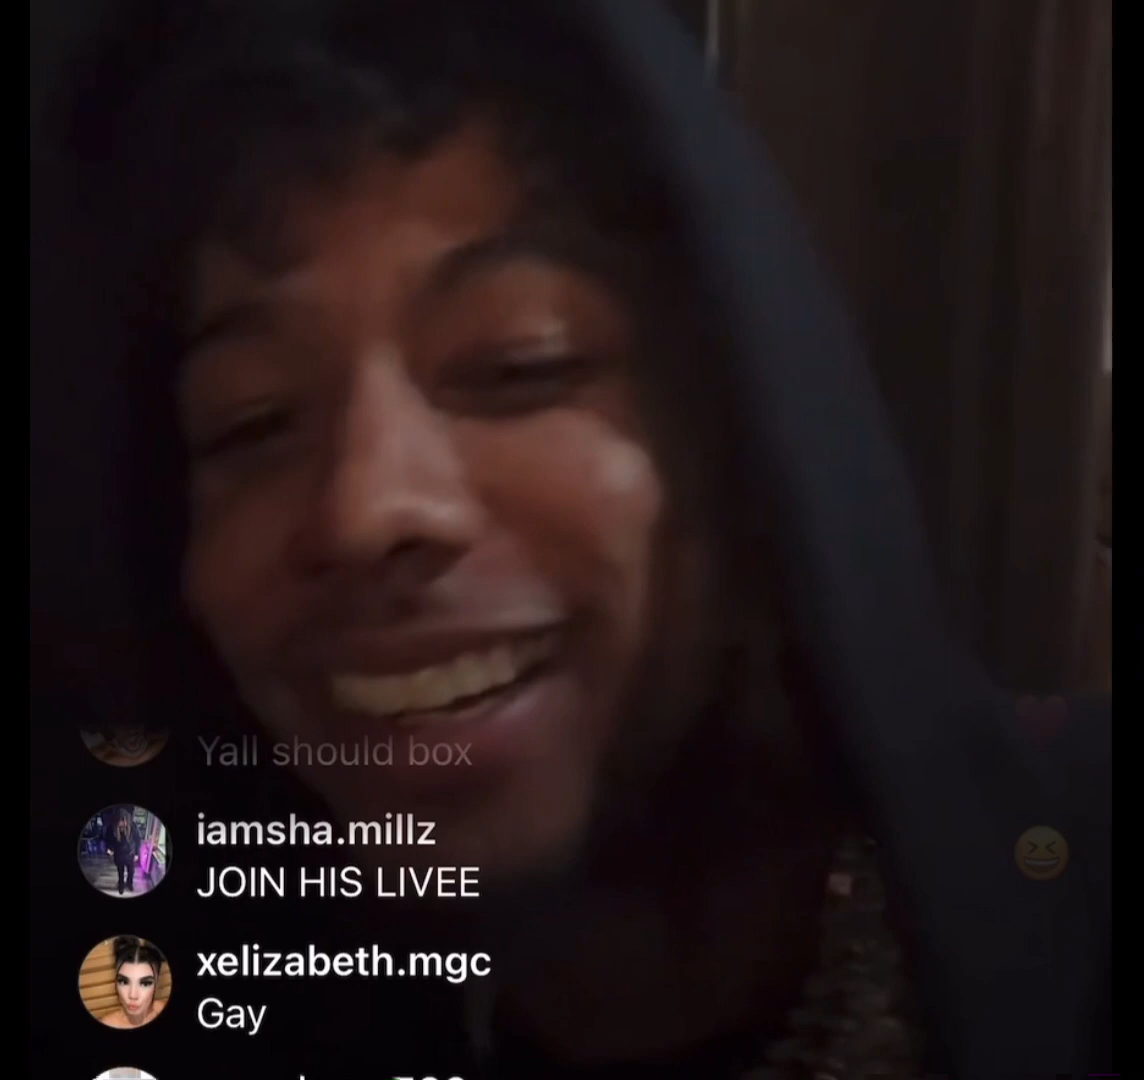 Yall should box
iamsha.millz
JOIN HIS LIVEE
xelizabeth.mgc
Gay